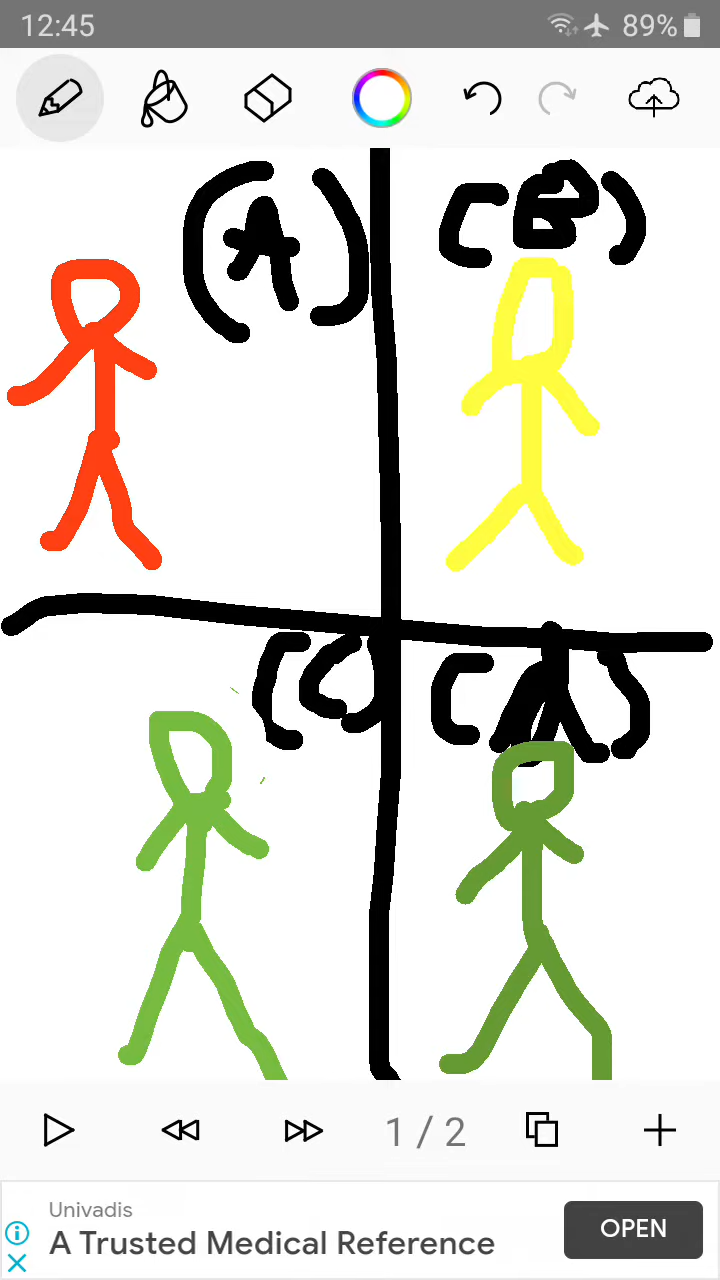 12:45
89%
(A)
(B)
(C)
1 / 2
Univadis
A Trusted Medical Reference
OPEN